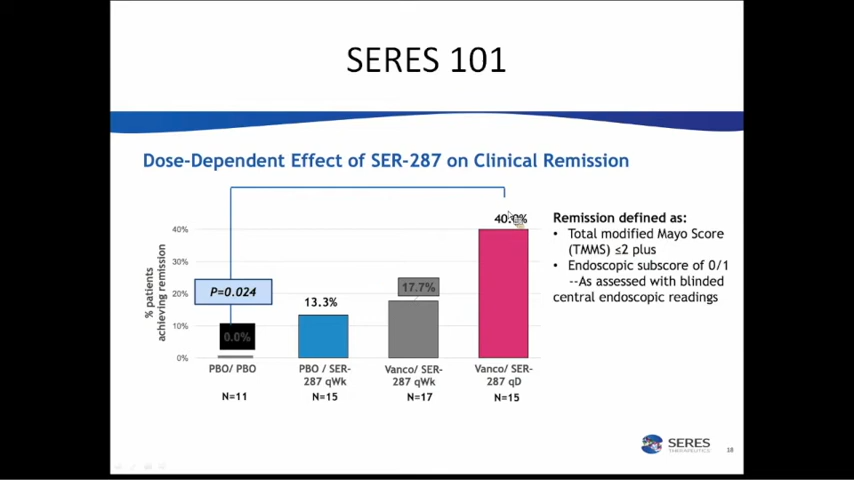 SERES 101
Dose-Dependent Effect of SER-287 on Clinical Remission
% patients
achieving remission
40%
30%
20%
10%
0%
P=0.024
0.0%
13.3%
17.7%
40.0%
PBO/ PBO
PBO / SER-
287 qWk
Vanco/ SER-
287 qWk
Vanco/ SER-
287 qD
N=11
N=15
N=17
N=15
Remission defined as:
• Total modified Mayo Score
(TMMS) ≤2 plus
• Endoscopic subscore of 0/1
--As assessed with blinded
central endoscopic readings
SERES
THERAPEUTICS
18